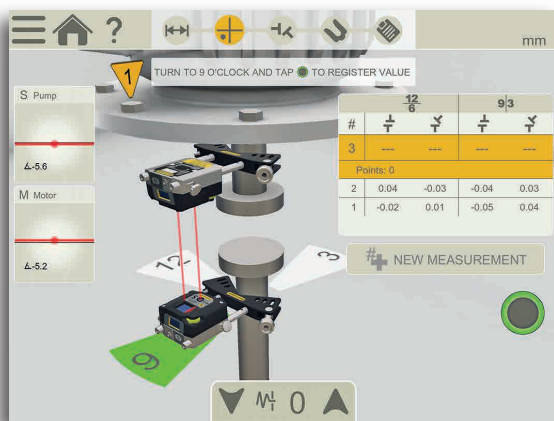 ?
mm
1
TURN TO 9 O'CLOCK AND TAP TO REGISTER VALUE
S Pump
∡-5.6
M Motor
∡-5.2
12/6 9|3
#
3 --- --- --- ---
Points: 0
2 0.04 -0.03 -0.04 0.03
1 -0.02 0.01 -0.05 0.04
# NEW MEASUREMENT
12
3
9
0